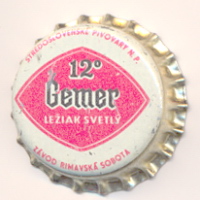 STREDOSLOVENSKÉ PIVOVARY N.P.
12°
Gemer
LEŽIAK SVETLÝ
ZÁVOD RIMAVSKÁ SOBOTA